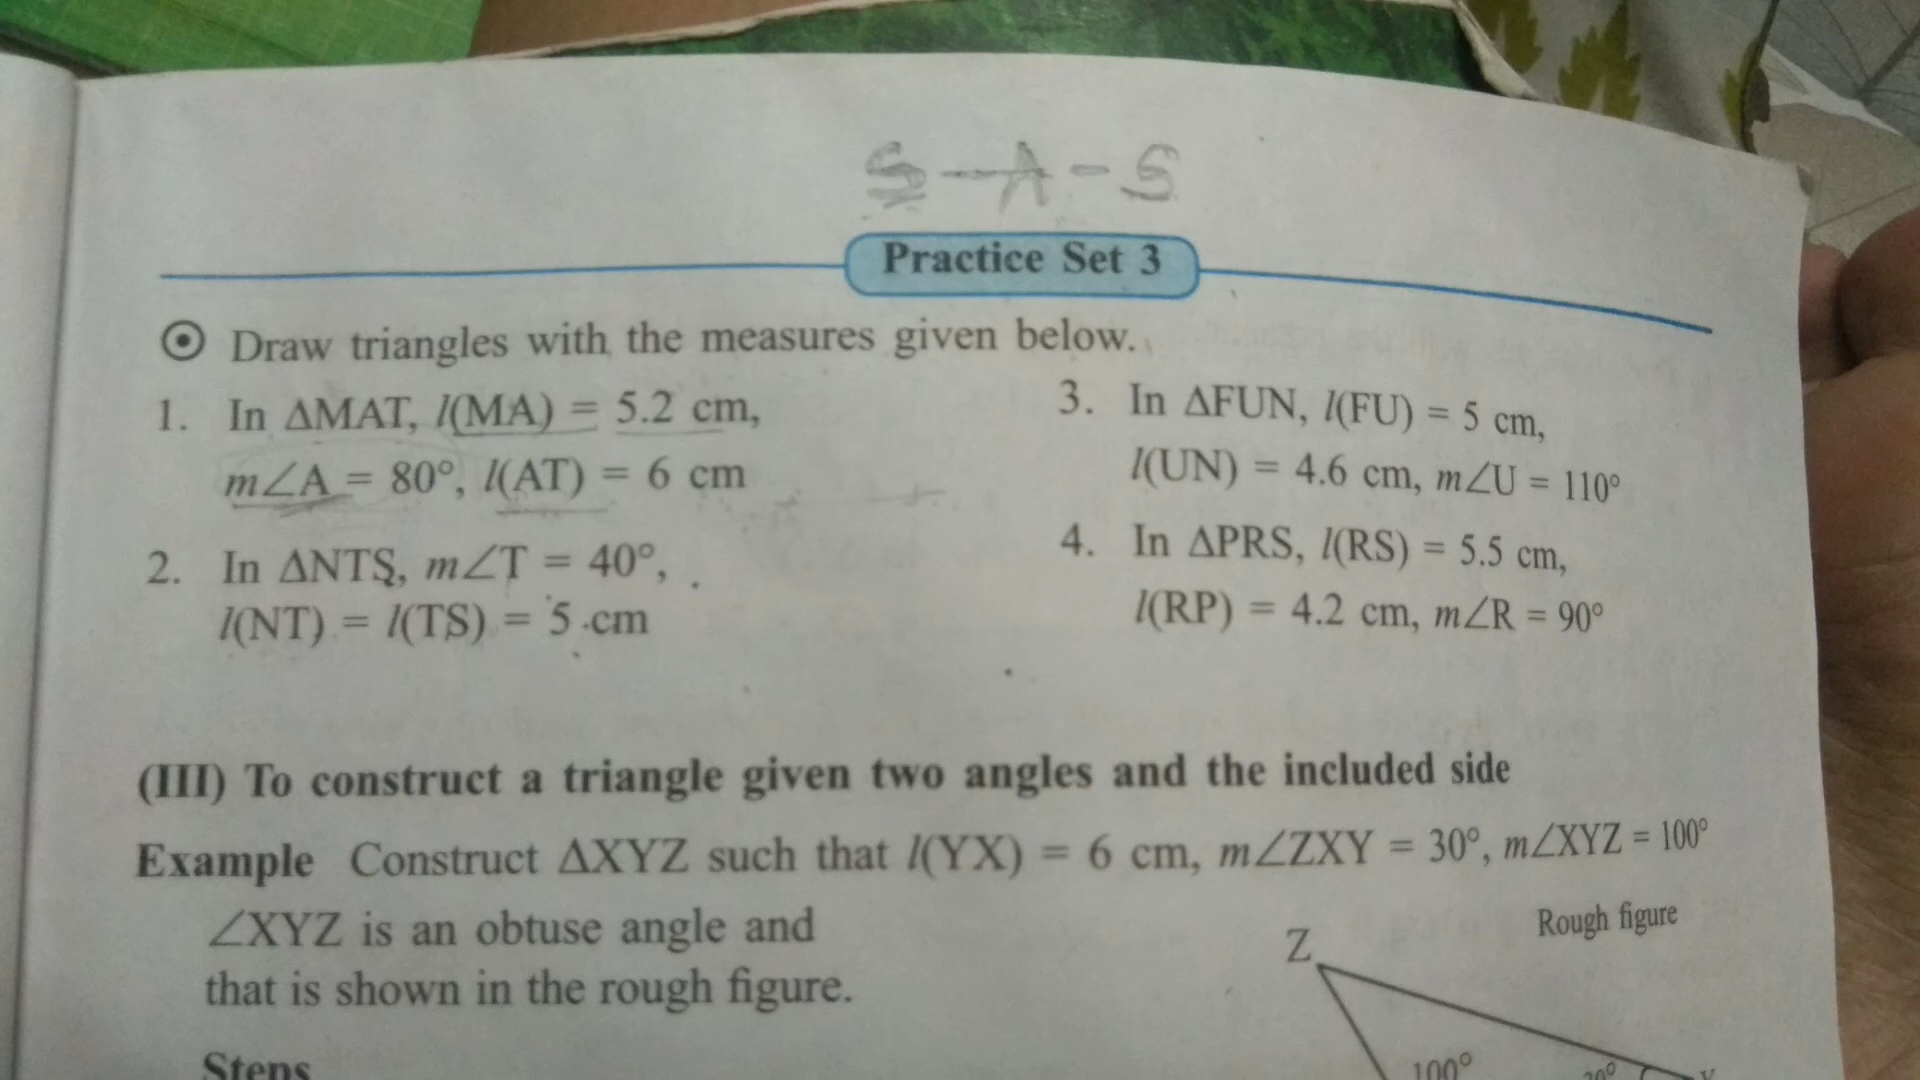 S-A-S
Practice Set 3
Draw triangles with the measures given below.
1. In ΔMAT, l(MA) = 5.2 cm,
m∠A = 80°, l(AT) = 6 cm
2. In ΔNTS, m∠T = 40°,
l(NT) = l(TS) = 5 cm
3. In ΔFUN, l(FU) = 5 cm,
l(UN) = 4.6 cm, m∠U = 110°
4. In ΔPRS, l(RS) = 5.5 cm,
l(RP) = 4.2 cm, m∠R = 90°
(III) To construct a triangle given two angles and the included side
Example Construct ΔXYZ such that l(YX) = 6 cm, m∠ZXY = 30°, m∠XYZ = 100°
∠XYZ is an obtuse angle and
that is shown in the rough figure.
Rough figure
Z
100°
30°
Steps